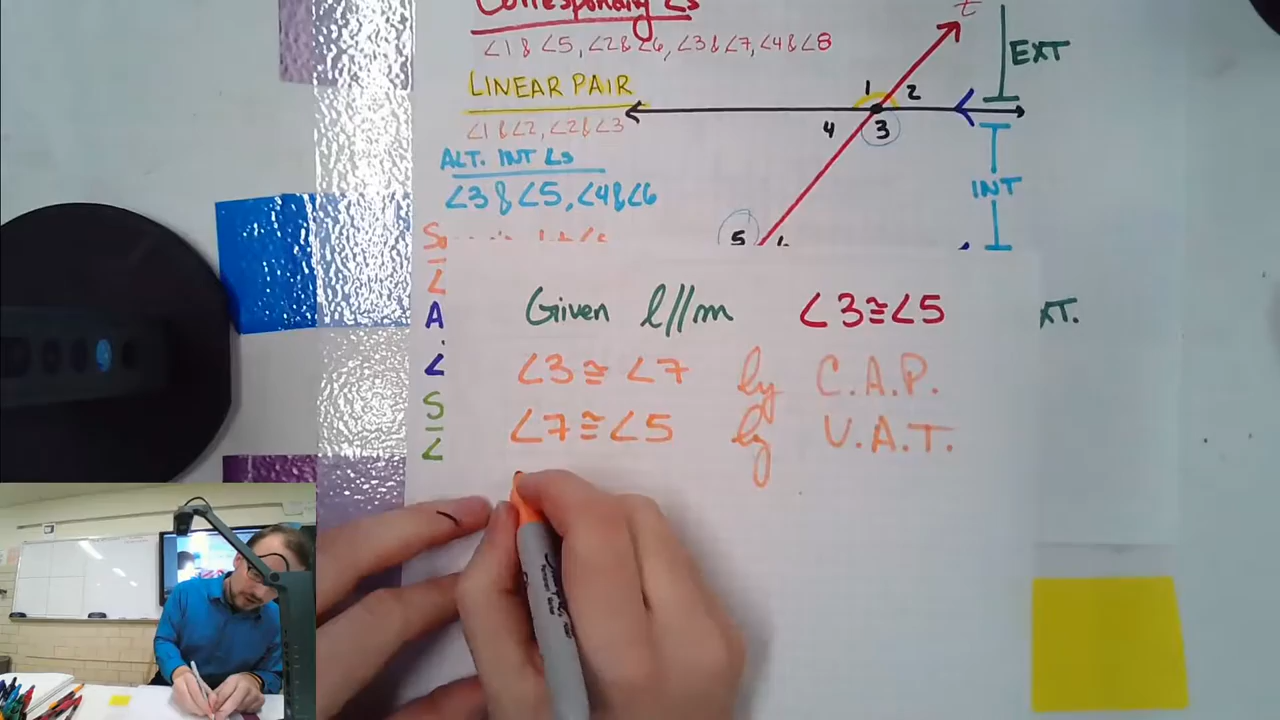 Corresponding ∠s
t
∠1 & ∠5, ∠2 & ∠6, ∠3 & ∠7, ∠4 & ∠8
EXT
LINEAR PAIR
1 2
∠1 & ∠2, ∠2 & ∠3
4 3
ALT. INT ∠s
∠3 & ∠5, ∠4 & ∠6
INT
5
Given l//m ∠3≅∠5
XT.
∠3≅∠7 by C.A.P.
∠7≅∠5 by V.A.T.
S
∠
A
∠
S
∠